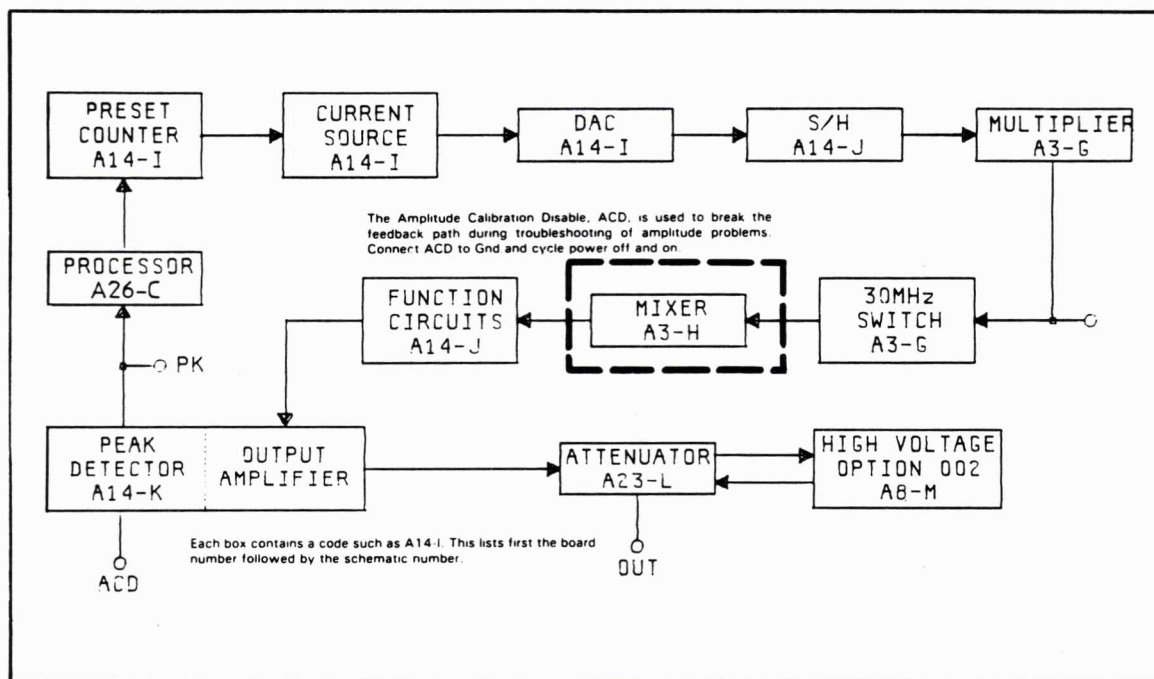 PRESET
COUNTER
A14-I
CURRENT
SOURCE
A14-I
DAC
A14-I
S/H
A14-J
MULTIPLIER
A3-G
The Amplitude Calibration Disable, ACD, is used to break the
feedback path during troubleshooting of amplitude problems.
Connect ACD to Gnd and cycle power off and on.
PROCESSOR
A26-C
FUNCTION
CIRCUITS
A14-J
MIXER
A3-H
30MHz
SWITCH
A3-G
PK
PEAK
DETECTOR
A14-K
OUTPUT
AMPLIFIER
ATTENUATOR
A23-L
HIGH VOLTAGE
OPTION 002
A8-M
Each box contains a code such as A14-I. This lists first the board
number followed by the schematic number.
ACD
OUT